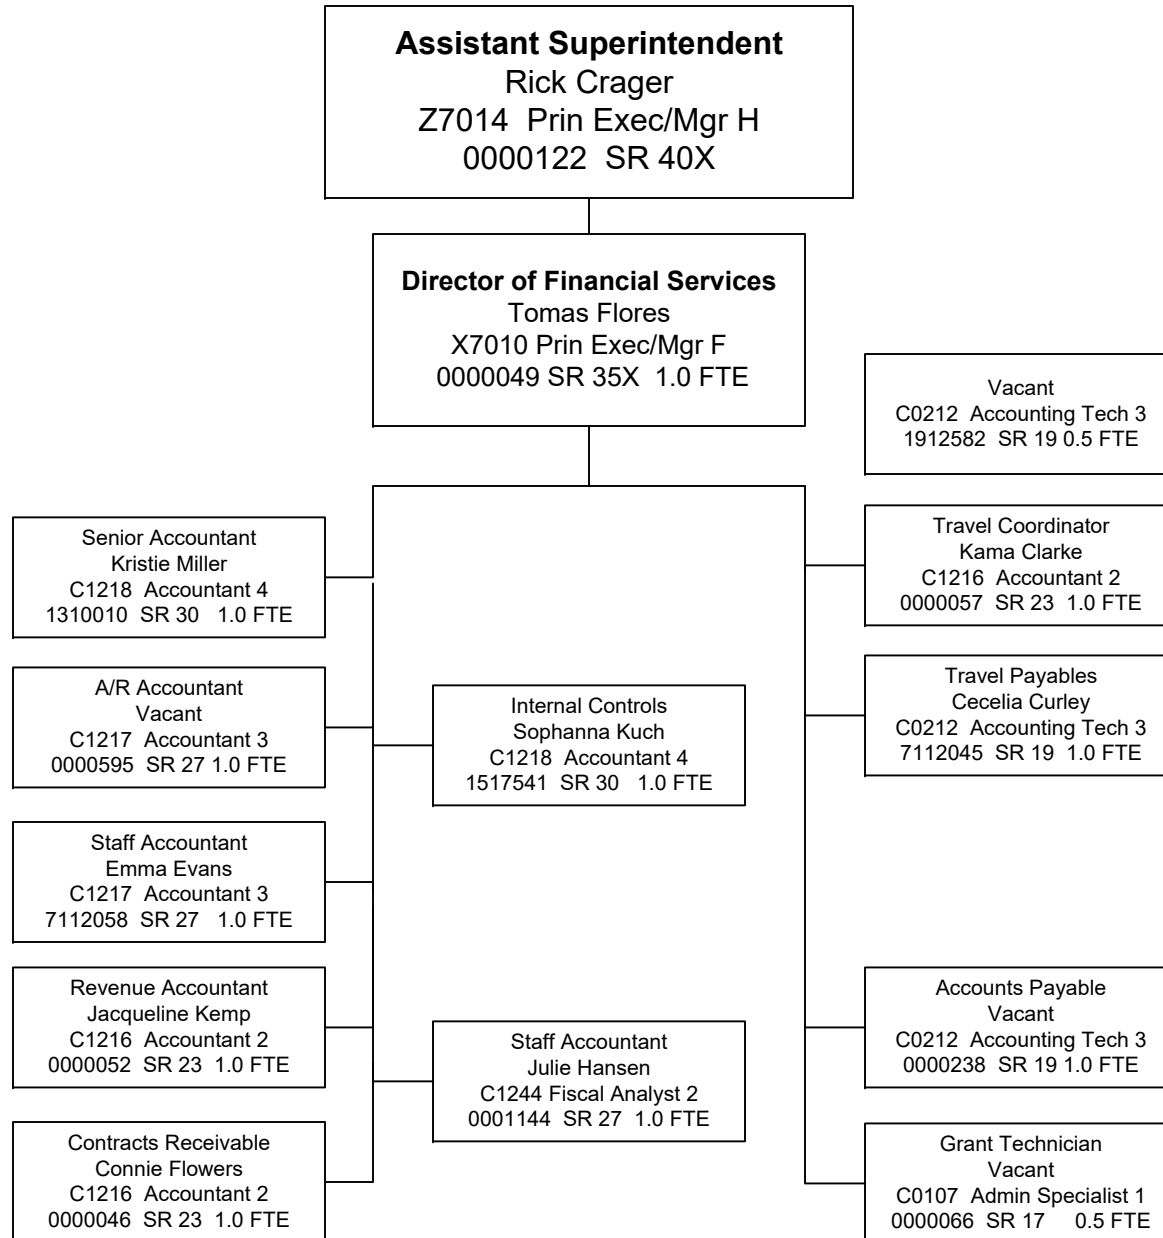 Assistant Superintendent
Rick Crager
Z7014 Prin Exec/Mgr H
0000122 SR 40X
Director of Financial Services
Tomas Flores
X7010 Prin Exec/Mgr F
0000049 SR 35X 1.0 FTE
Vacant
C0212 Accounting Tech 3
1912582 SR 19 0.5 FTE
Senior Accountant
Kristie Miller
C1218 Accountant 4
1310010 SR 30 1.0 FTE
Travel Coordinator
Kama Clarke
C1216 Accountant 2
0000057 SR 23 1.0 FTE
A/R Accountant
Vacant
C1217 Accountant 3
0000595 SR 27 1.0 FTE
Internal Controls
Sophanna Kuch
C1218 Accountant 4
1517541 SR 30 1.0 FTE
Travel Payables
Cecelia Curley
C0212 Accounting Tech 3
7112045 SR 19 1.0 FTE
Staff Accountant
Emma Evans
C1217 Accountant 3
7112058 SR 27 1.0 FTE
Revenue Accountant
Jacqueline Kemp
C1216 Accountant 2
0000052 SR 23 1.0 FTE
Staff Accountant
Julie Hansen
C1244 Fiscal Analyst 2
0001144 SR 27 1.0 FTE
Accounts Payable
Vacant
C0212 Accounting Tech 3
0000238 SR 19 1.0 FTE
Contracts Receivable
Connie Flowers
C1216 Accountant 2
0000046 SR 23 1.0 FTE
Grant Technician
Vacant
C0107 Admin Specialist 1
0000066 SR 17 0.5 FTE